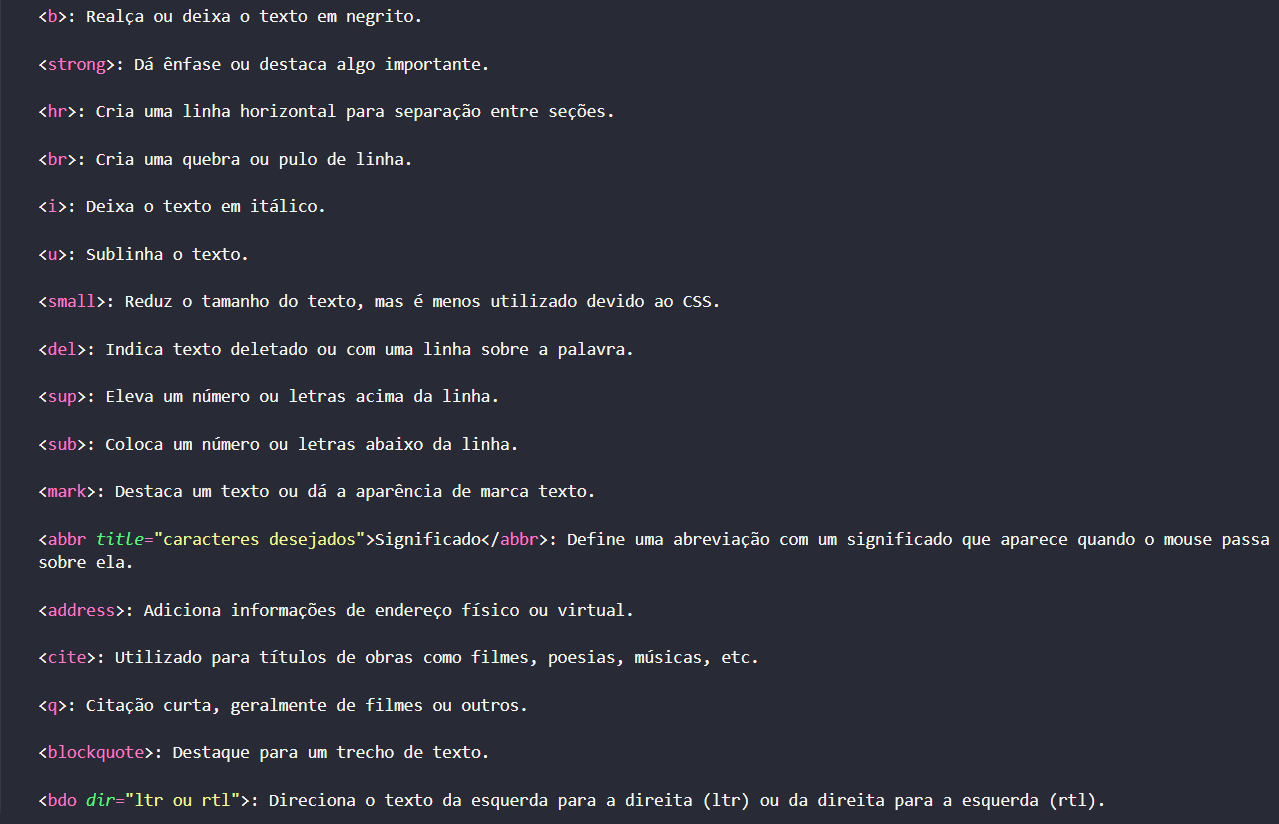 <b>: Realça ou deixa o texto em negrito.
<strong>: Dá ênfase ou destaca algo importante.
<hr>: Cria uma linha horizontal para separação entre seções.
<br>: Cria uma quebra ou pulo de linha.
<i>: Deixa o texto em itálico.
<u>: Sublinha o texto.
<small>: Reduz o tamanho do texto, mas é menos utilizado devido ao CSS.
<del>: Indica texto deletado ou com uma linha sobre a palavra.
<sup>: Eleva um número ou letras acima da linha.
<sub>: Coloca um número ou letras abaixo da linha.
<mark>: Destaca um texto ou dá a aparência de marca texto.
<abbr title="caracteres desejados">Significado</abbr>: Define uma abreviação com um significado que aparece quando o mouse passa
sobre ela.
<address>: Adiciona informações de endereço físico ou virtual.
<cite>: Utilizado para títulos de obras como filmes, poesias, músicas, etc.
<q>: Citação curta, geralmente de filmes ou outros.
<blockquote>: Destaque para um trecho de texto.
<bdo dir="ltr ou rtl">: Direciona o texto da esquerda para a direita (ltr) ou da direita para a esquerda (rtl).